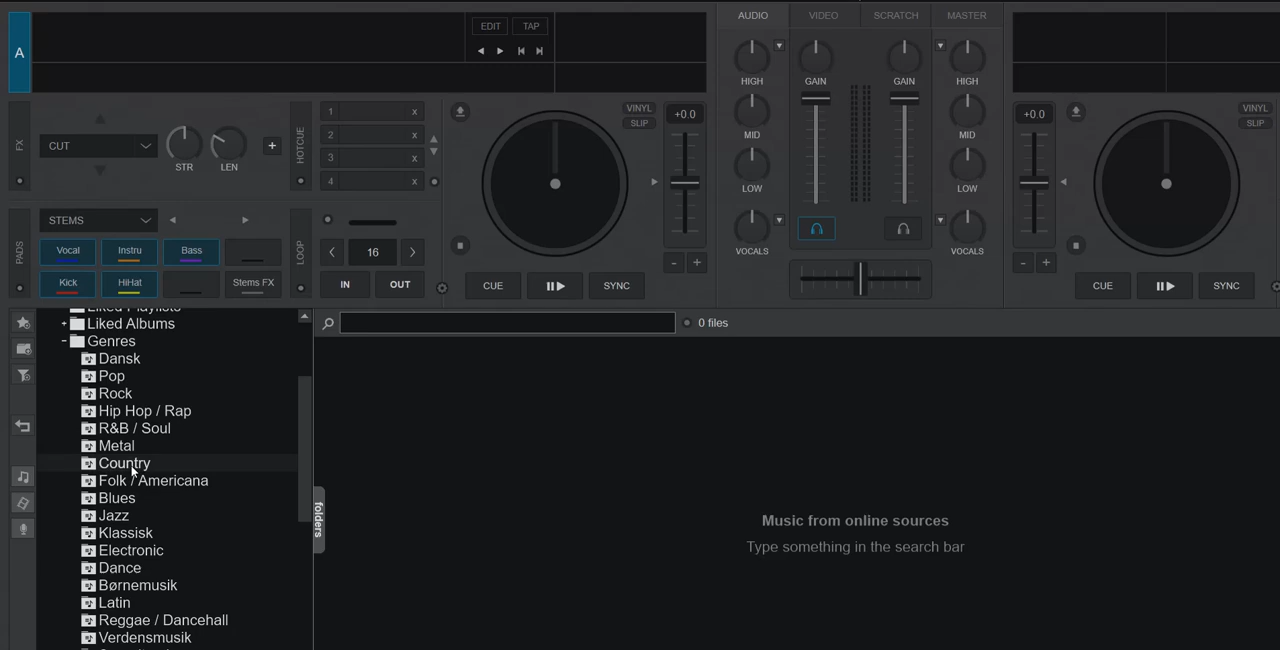 AUDIO VIDEO SCRATCH MASTER
A
EDIT TAP
HIGH GAIN GAIN HIGH
MID MID
LOW LOW
VOCALS VOCALS
FX
CUT
STR LEN +
HOTCUE
1 x
2 x
3 x
4 x
VINYL
SLIP
+0.0
- +
+0.0
VINYL
SLIP
- +
PADS
STEMS
Vocal Instru Bass
Kick HiHat Stems FX
LOOP
16
IN OUT
CUE SYNC
CUE SYNC
0 files
+ Liked Albums
- Genres
Dansk
Pop
Rock
Hip Hop / Rap
R&B / Soul
Metal
Country
Folk / Americana
Blues
Jazz
Klassisk
Electronic
Dance
Børnemusik
Latin
Reggae / Dancehall
Verdensmusik
folders
Music from online sources
Type something in the search bar